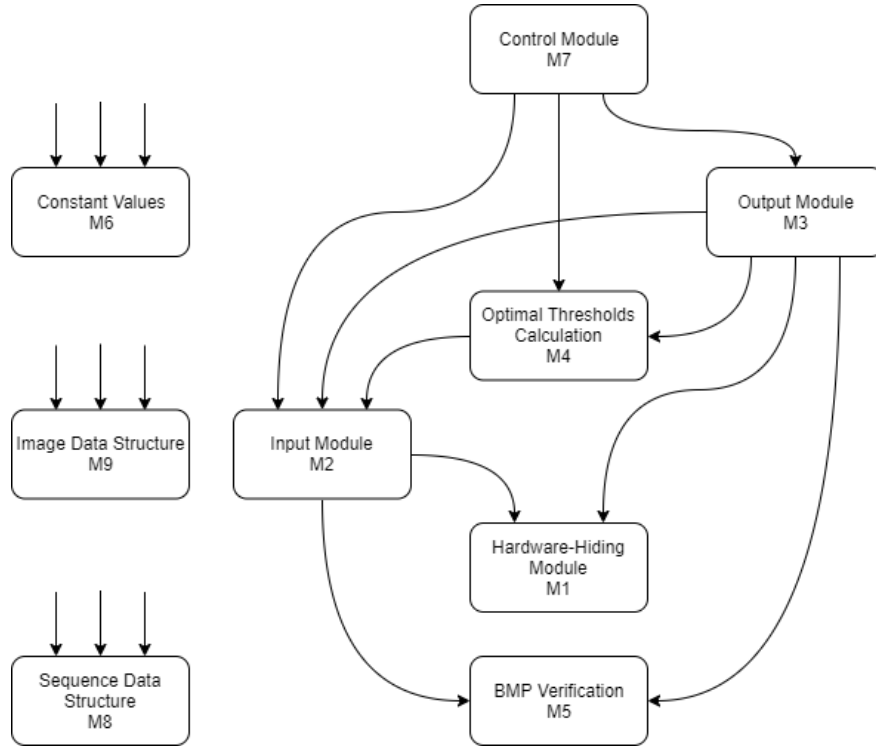 Control Module
M7
Constant Values
M6
Output Module
M3
Optimal Thresholds
Calculation
M4
Image Data Structure
M9
Input Module
M2
Hardware-Hiding
Module
M1
Sequence Data
Structure
M8
BMP Verification
M5